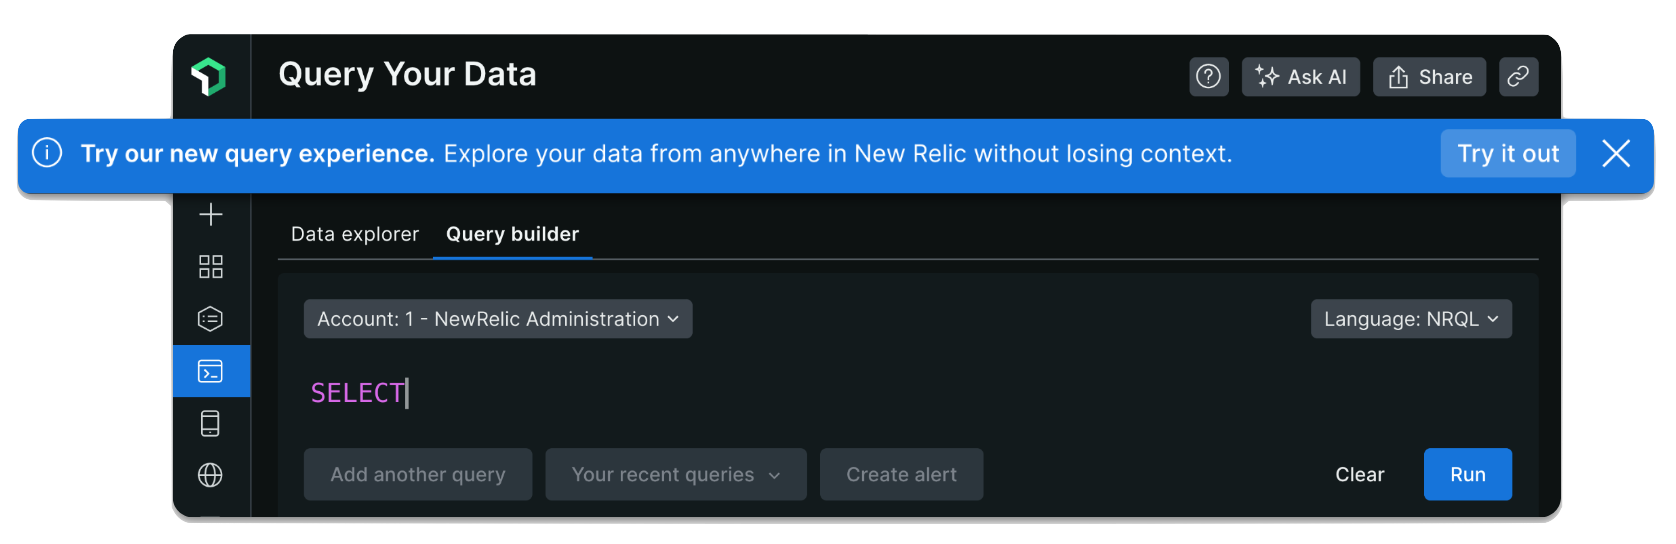 Query Your Data
Ask AI
Share
Try our new query experience. Explore your data from anywhere in New Relic without losing context.
Try it out
Data explorer
Query builder
Account: 1 - NewRelic Administration
Language: NRQL
SELECT
Add another query
Your recent queries
Create alert
Clear
Run